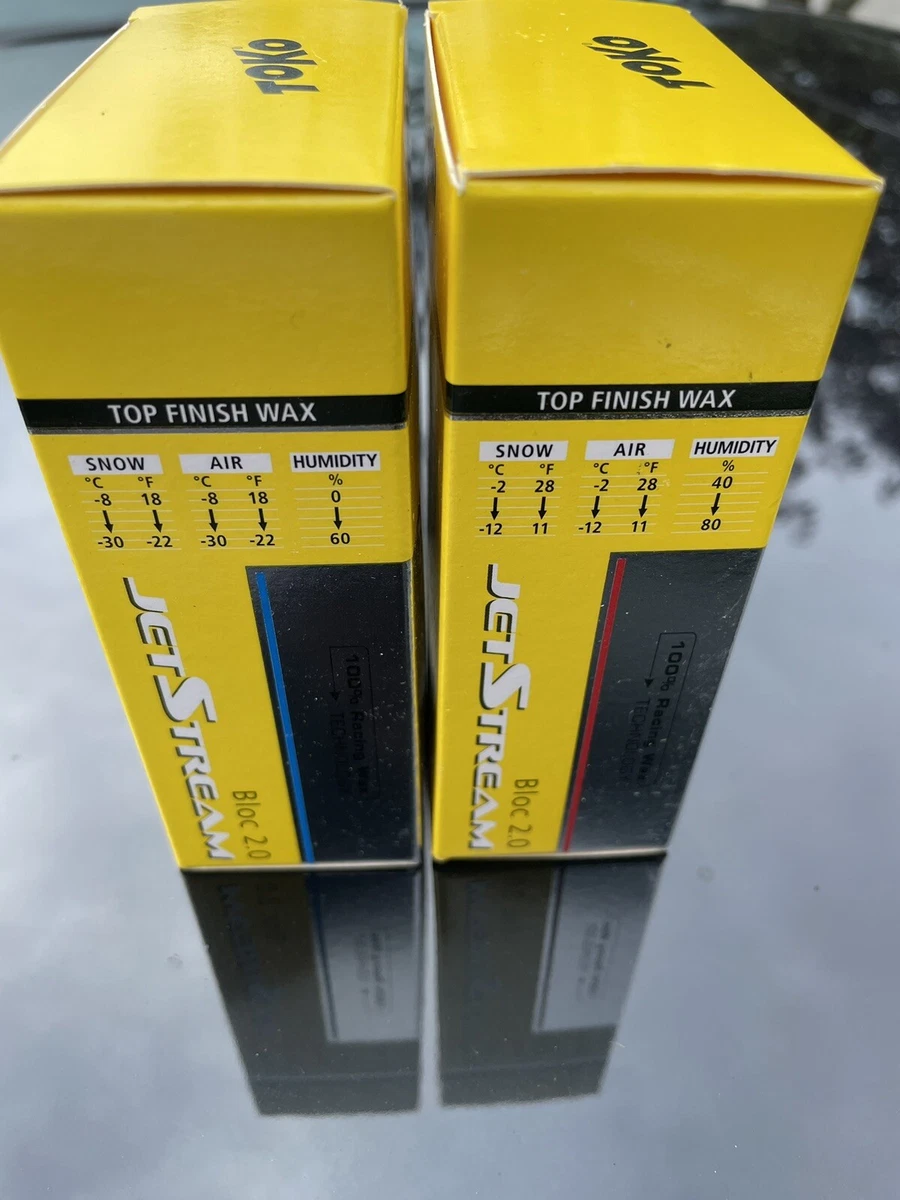 TOKO
TOP FINISH WAX
SNOW AIR HUMIDITY
°C °F °C °F %
-8 18 -8 18 0
-30 -22 -30 -22 60
JETSTREAM
Bloc 2.0
100% Racing Wax
TOKO
TOP FINISH WAX
SNOW AIR HUMIDITY
°C °F °C °F %
-2 28 -2 28 40
-12 11 -12 11 80
JETSTREAM
Bloc 2.0
100% Racing Wax